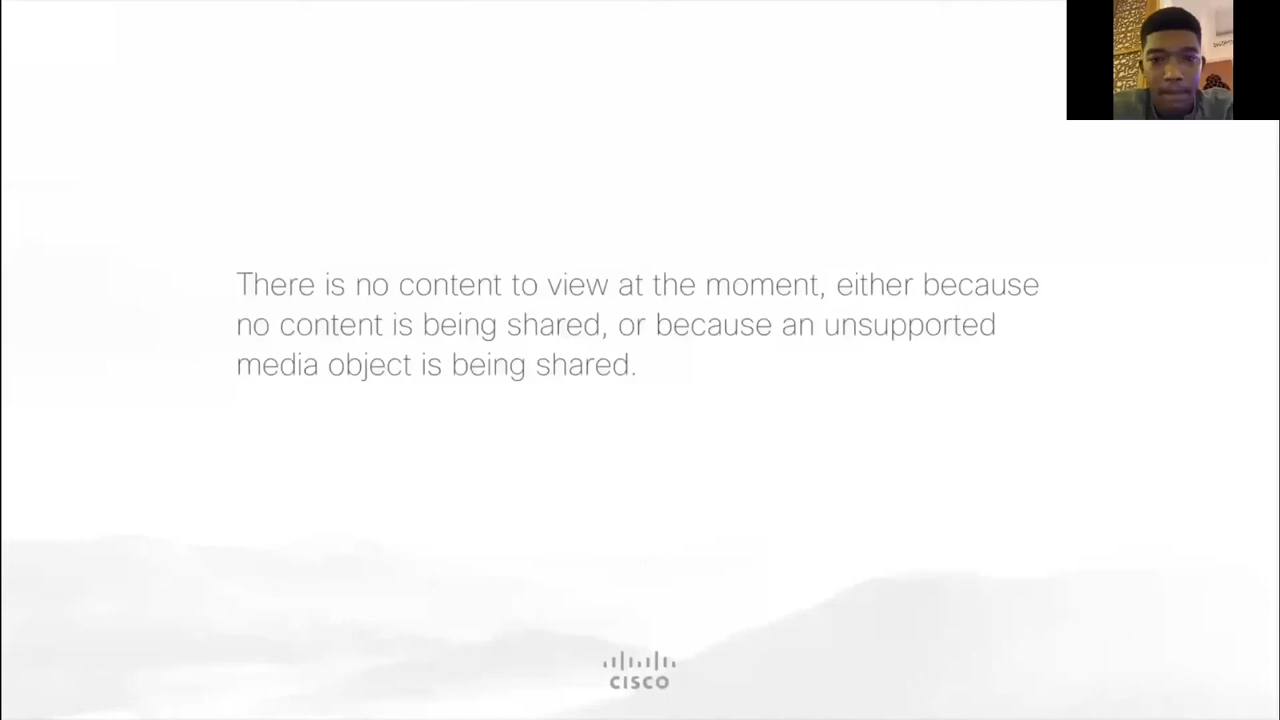 There is no content to view at the moment, either because
no content is being shared, or because an unsupported
media object is being shared.
CISCO